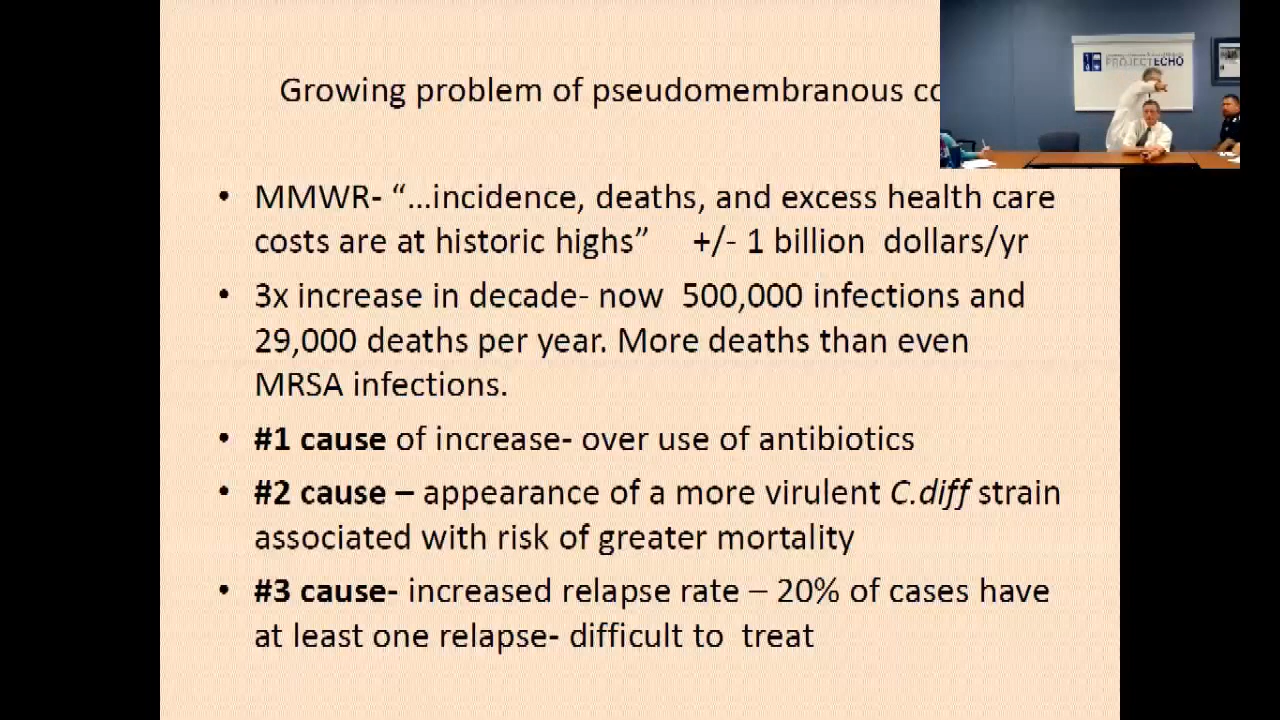 Growing problem of pseudomembranous
PROJECTECHO
• MMWR- “...incidence, deaths, and excess health care
costs are at historic highs” +/- 1 billion dollars/yr
• 3x increase in decade- now 500,000 infections and
29,000 deaths per year. More deaths than even
MRSA infections.
• #1 cause of increase- over use of antibiotics
• #2 cause – appearance of a more virulent C.diff strain
associated with risk of greater mortality
• #3 cause- increased relapse rate – 20% of cases have
at least one relapse- difficult to treat